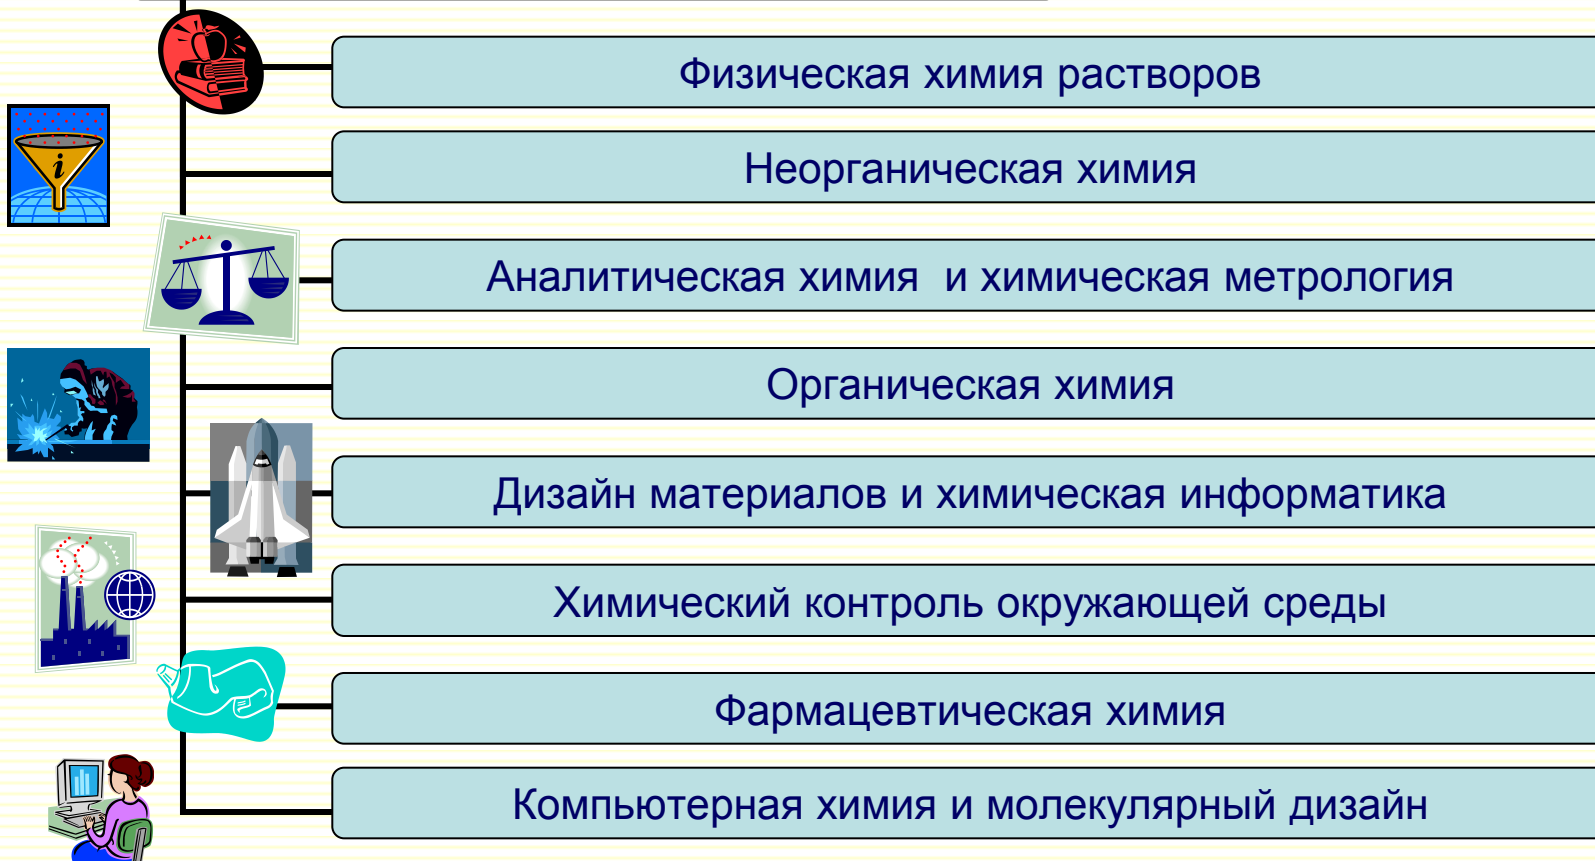 Физическая химия растворов
i
Неорганическая химия
Аналитическая химия  и химическая метрология
Органическая химия
Дизайн материалов и химическая информатика
Химический контроль окружающей среды
Фармацевтическая химия
Компьютерная химия и молекулярный дизайн